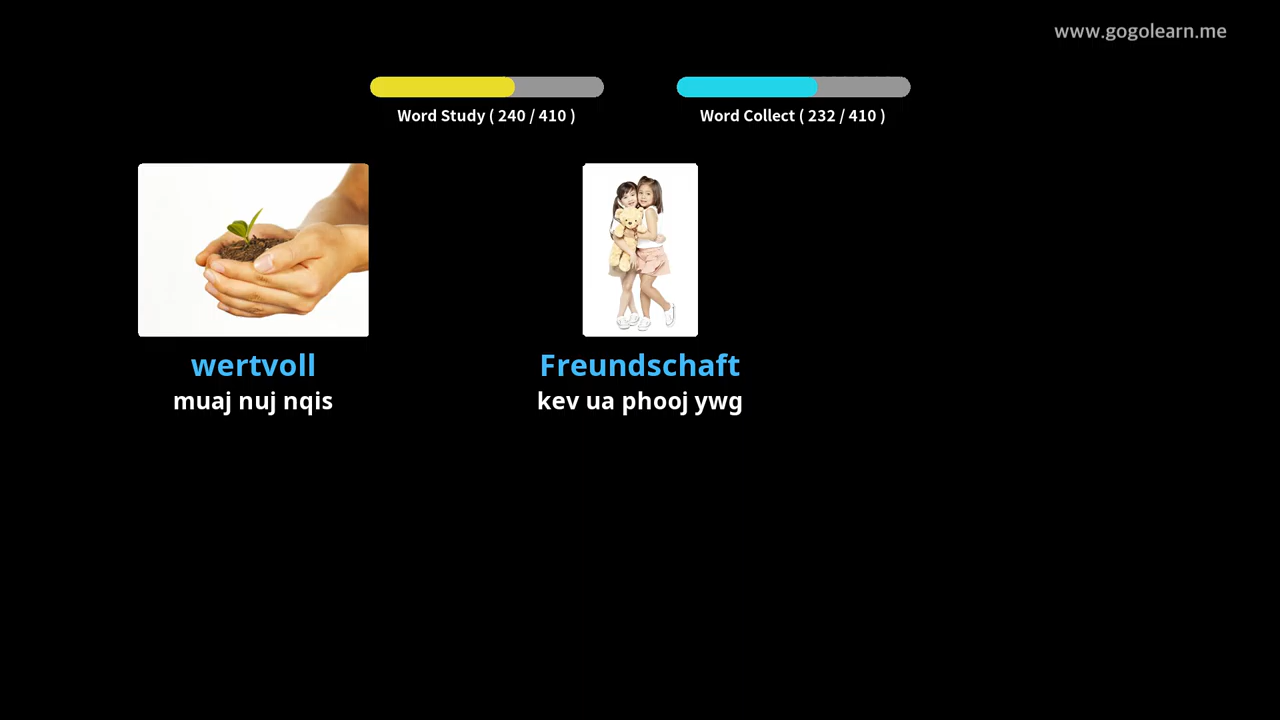 www.gogolearn.me
Word Study ( 240 / 410 )
Word Collect ( 232 / 410 )
wertvoll
muaj nuj nqis
Freundschaft
kev ua phooj ywg